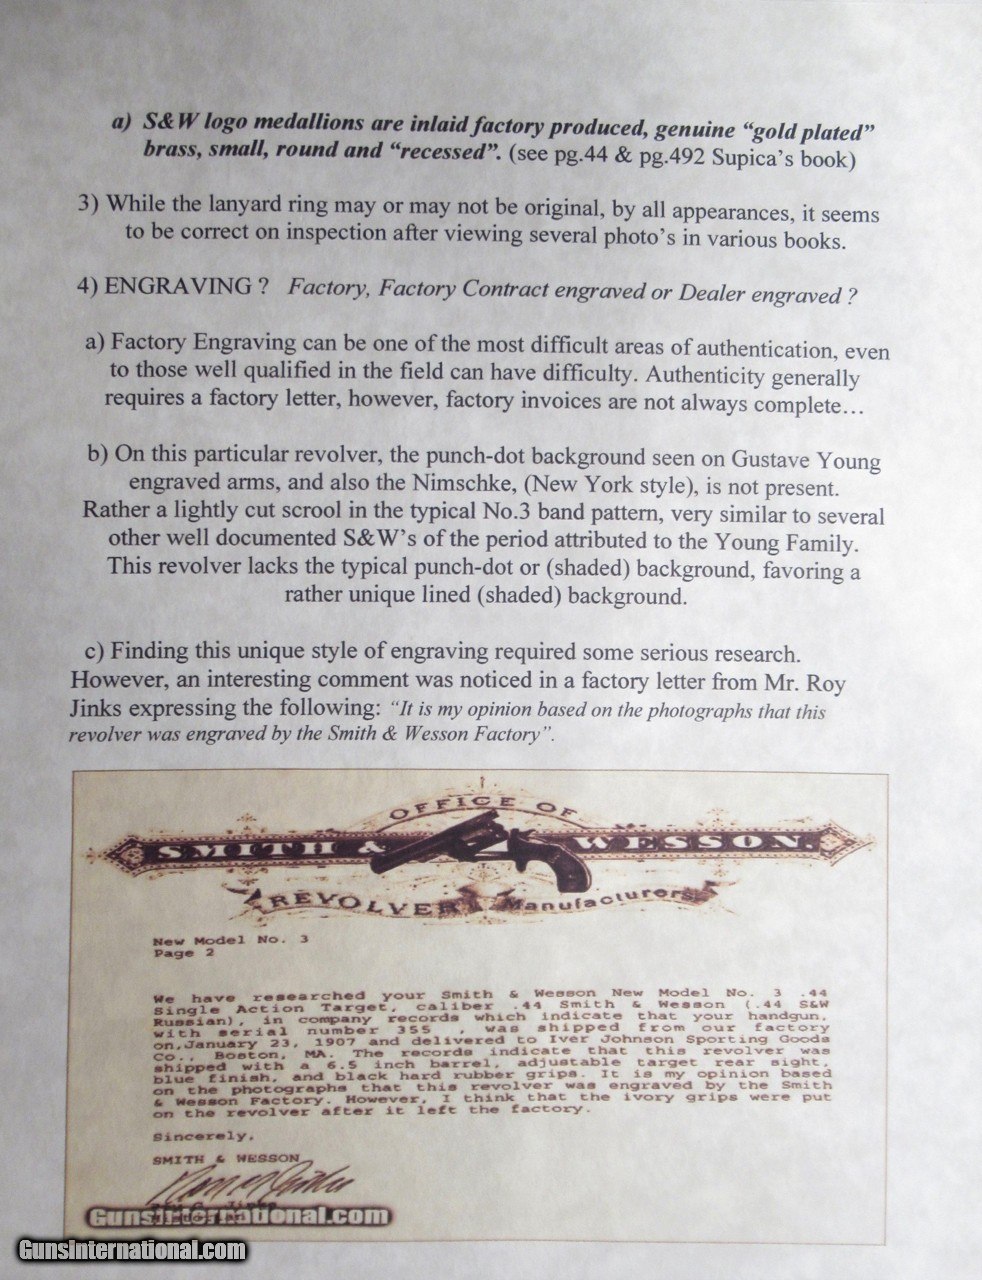 a) S&W logo medallions are inlaid factory produced, genuine “gold plated”
brass, small, round and “recessed”. (see pg.44 & pg.492 Supica’s book)
3) While the lanyard ring may or may not be original, by all appearances, it seems
to be correct on inspection after viewing several photo’s in various books.
4) ENGRAVING ? Factory, Factory Contract engraved or Dealer engraved ?
a) Factory Engraving can be one of the most difficult areas of authentication, even
to those well qualified in the field can have difficulty. Authenticity generally
requires a factory letter, however, factory invoices are not always complete…
b) On this particular revolver, the punch-dot background seen on Gustave Young
engraved arms, and also the Nimschke, (New York style), is not present.
Rather a lightly cut scrool in the typical No.3 band pattern, very similar to several
other well documented S&W’s of the period attributed to the Young Family.
This revolver lacks the typical punch-dot or (shaded) background, favoring a
rather unique lined (shaded) background.
c) Finding this unique style of engraving required some serious research.
However, an interesting comment was noticed in a factory letter from Mr. Roy
Jinks expressing the following: “It is my opinion based on the photographs that this
revolver was engraved by the Smith & Wesson Factory”.
OFFICE OF
SMITH & WESSON.
REVOLVER Manufacturers
New Model No. 3
Page 2
We have researched your Smith & Wesson New Model No. 3 .44
Single Action Target, caliber .44 Smith & Wesson (.44 S&W
Russian), in company records which indicate that your handgun,
with serial number 355 , was shipped from our factory
on,January 23, 1907 and delivered to Iver Johnson Sporting Goods
Co., Boston, MA. The records indicate that this revolver was
shipped with a 6.5 inch barrel, adjustable target rear sight,
blue finish, and black hard rubber grips. It is my opinion based
on the photographs that this revolver was engraved by the Smith
& Wesson Factory. However, I think that the ivory grips were put
on the revolver after it left the factory.
Sincerely,
SMITH & WESSON
GunsInternational.com
GunsInternational.com